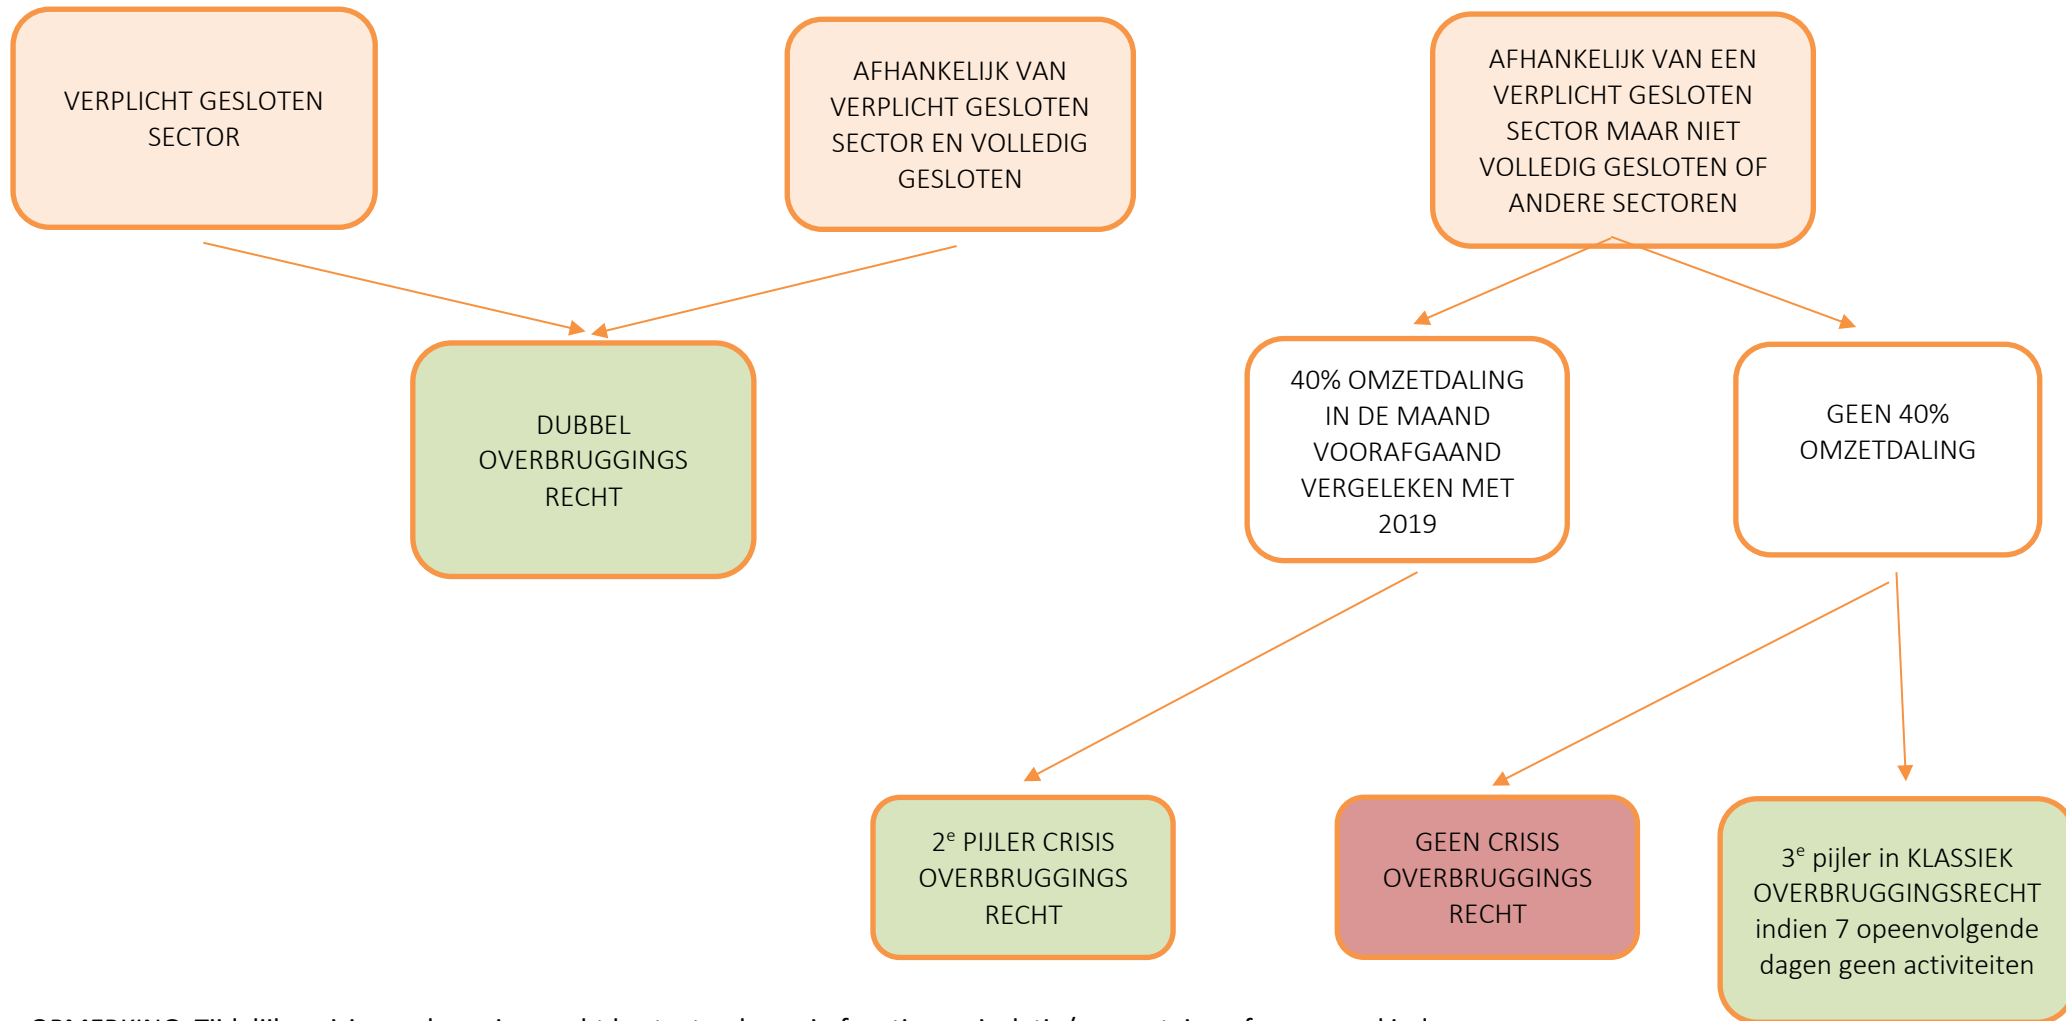 VERPLICHT GESLOTEN
SECTOR
AFHANKELIJK VAN
VERPLICHT GESLOTEN
SECTOR EN VOLLEDIG
GESLOTEN
AFHANKELIJK VAN EEN
VERPLICHT GESLOTEN
SECTOR MAAR NIET
VOLLEDIG GESLOTEN OF
ANDERE SECTOREN
DUBBEL
OVERBRUGGINGS
RECHT
40% OMZETDALING
IN DE MAAND
VOORAFGAAND
VERGELEKEN MET
2019
GEEN 40%
OMZETDALING
2e PIJLER CRISIS
OVERBRUGGINGS
RECHT
GEEN CRISIS
OVERBRUGGINGS
RECHT
3e pijler in KLASSIEK
OVERBRUGGINGSRECHT
indien 7 opeenvolgende
dagen geen activiteiten